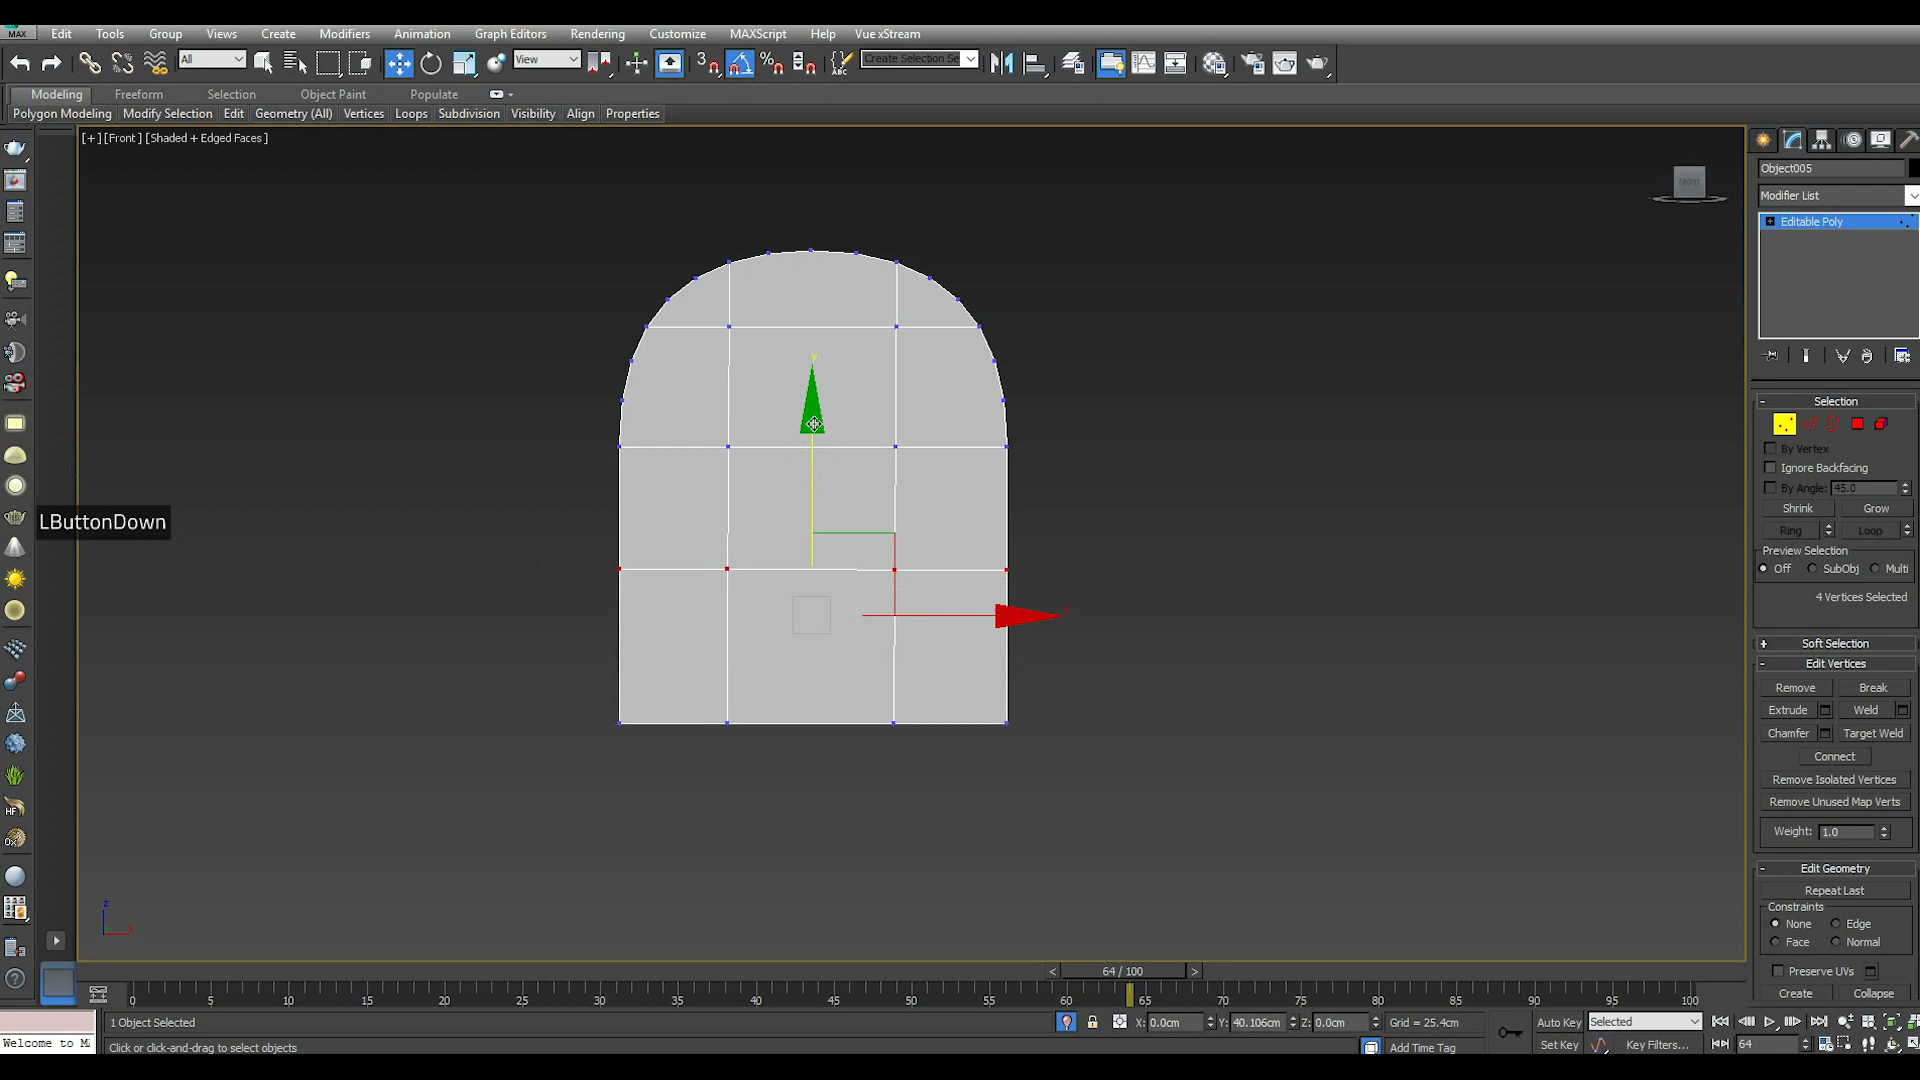 MAX Edit Tools Group Views Create Modifiers Animation Graph Editors Rendering Customize MAXScript Help Vue xStream
All View 3 % ABC Create Selection Se
Modeling Freeform Selection Object Paint Populate
Polygon Modeling Modify Selection Edit Geometry (All) Vertices Loops Subdivision Visibility Align Properties
[+] [Front] [Shaded + Edged Faces]
FRONT
Object005
Modifier List
Editable Poly
y
x
LButtonDown
Selection
By Vertex
Ignore Backfacing
By Angle: 45.0
Shrink Grow
Ring Loop
Preview Selection
Off SubObj Multi
4 Vertices Selected
Soft Selection
Edit Vertices
Remove Break
Extrude Weld
Chamfer Target Weld
Connect
Remove Isolated Vertices
Remove Unused Map Verts
Weight: 1.0
Edit Geometry
Repeat Last
Constraints
None Edge
Face Normal
Preserve UVs
Create Collapse
HF
z
x
< 64 / 100 >
0 5 10 15 20 25 30 35 40 45 50 55 60 65 70 75 80 85 90 95 100
1 Object Selected X: 0.0cm Y: 40.106cm Z: 0.0cm Grid = 25.4cm Auto Key Selected
Welcome to MA Click or click-and-drag to select objects Add Time Tag Set Key Key Filters... 64